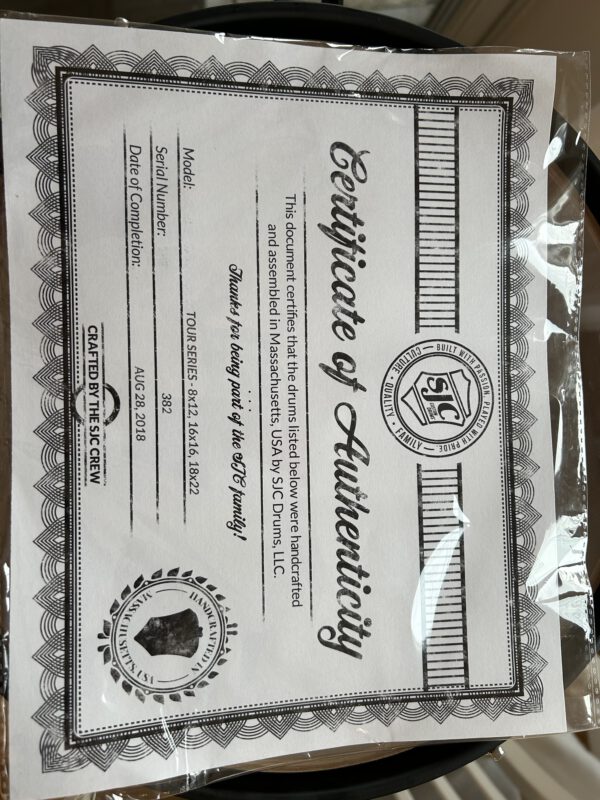 BUILT WITH PASSION. PLAYED WITH PRIDE.
SJC
CULTURE • QUALITY • FAMILY
Certificate of Authenticity
This document certifies that the drums listed below were handcrafted
and assembled in Massachusetts, USA by SJC Drums, LLC.
Thanks for being part of the SJC family!
Model: TOUR SERIES - 8x12, 16x16, 18x22
Serial Number: 382
Date of Completion: AUG 28, 2018
CRAFTED BY THE SJC CREW
HANDCRAFTED IN
MASSACHUSETTS, USA